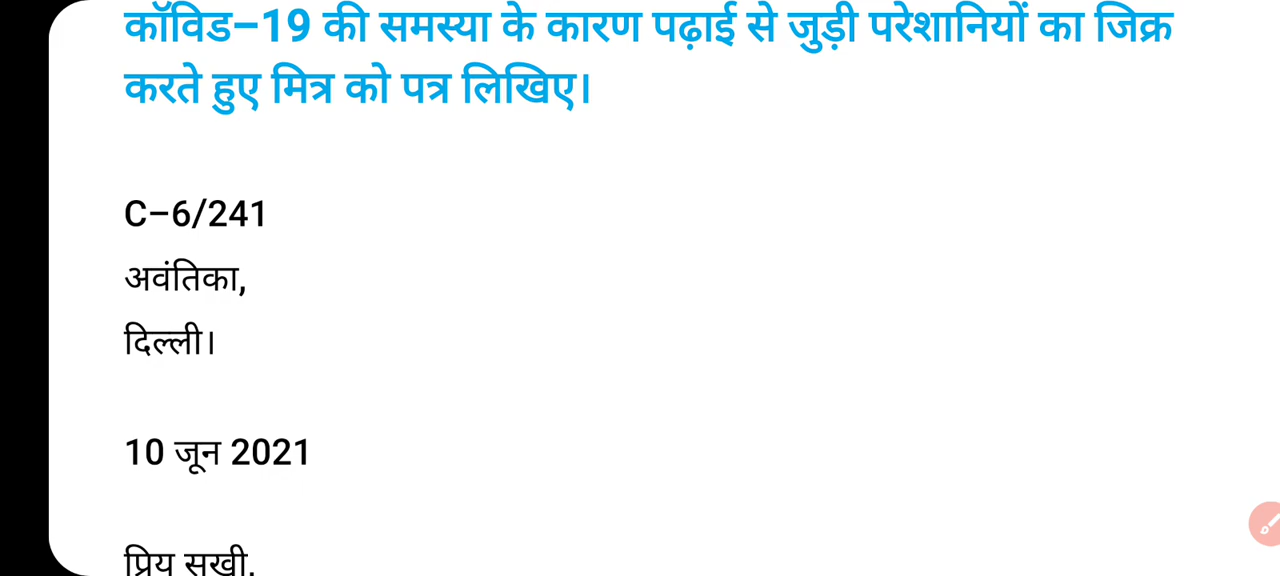 कॉविड–19 की समस्या के कारण पढ़ाई से जुड़ी परेशानियों का जिक्र
करते हुए मित्र को पत्र लिखिए।
C–6/241
अवंतिका,
दिल्ली।
10 जून 2021
प्रिय सखी,